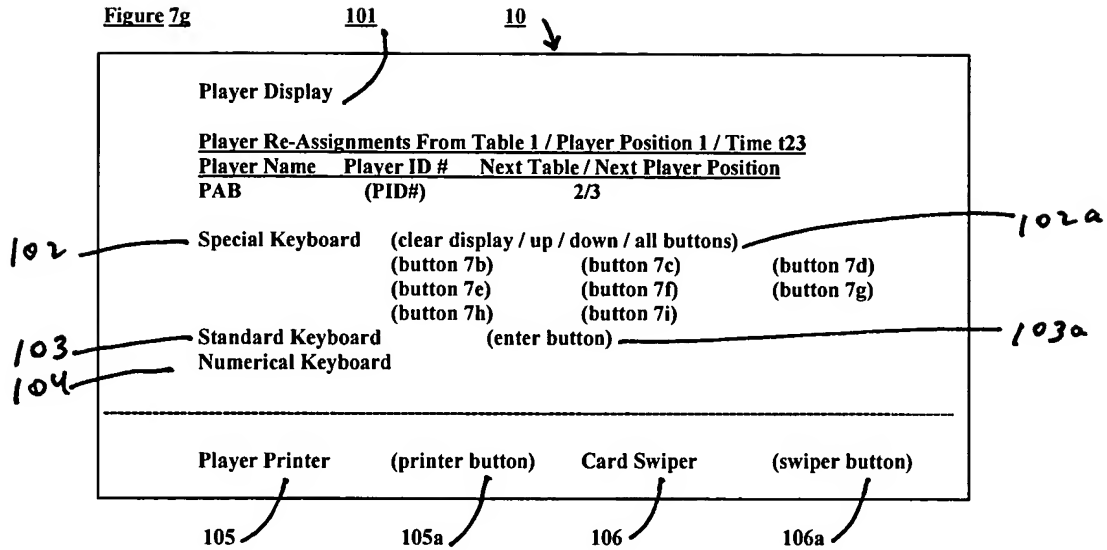 Figure 7g 101 10
Player Display
Player Re-Assignments From Table 1 / Player Position 1 / Time t23
Player Name Player ID # Next Table / Next Player Position
PAB (PID#) 2/3
102 Special Keyboard (clear display / up / down / all buttons) 102a
(button 7b) (button 7c) (button 7d)
(button 7e) (button 7f) (button 7g)
(button 7h) (button 7i)
103 Standard Keyboard (enter button) 103a
104 Numerical Keyboard
Player Printer (printer button) Card Swiper (swiper button)
105 105a 106 106a